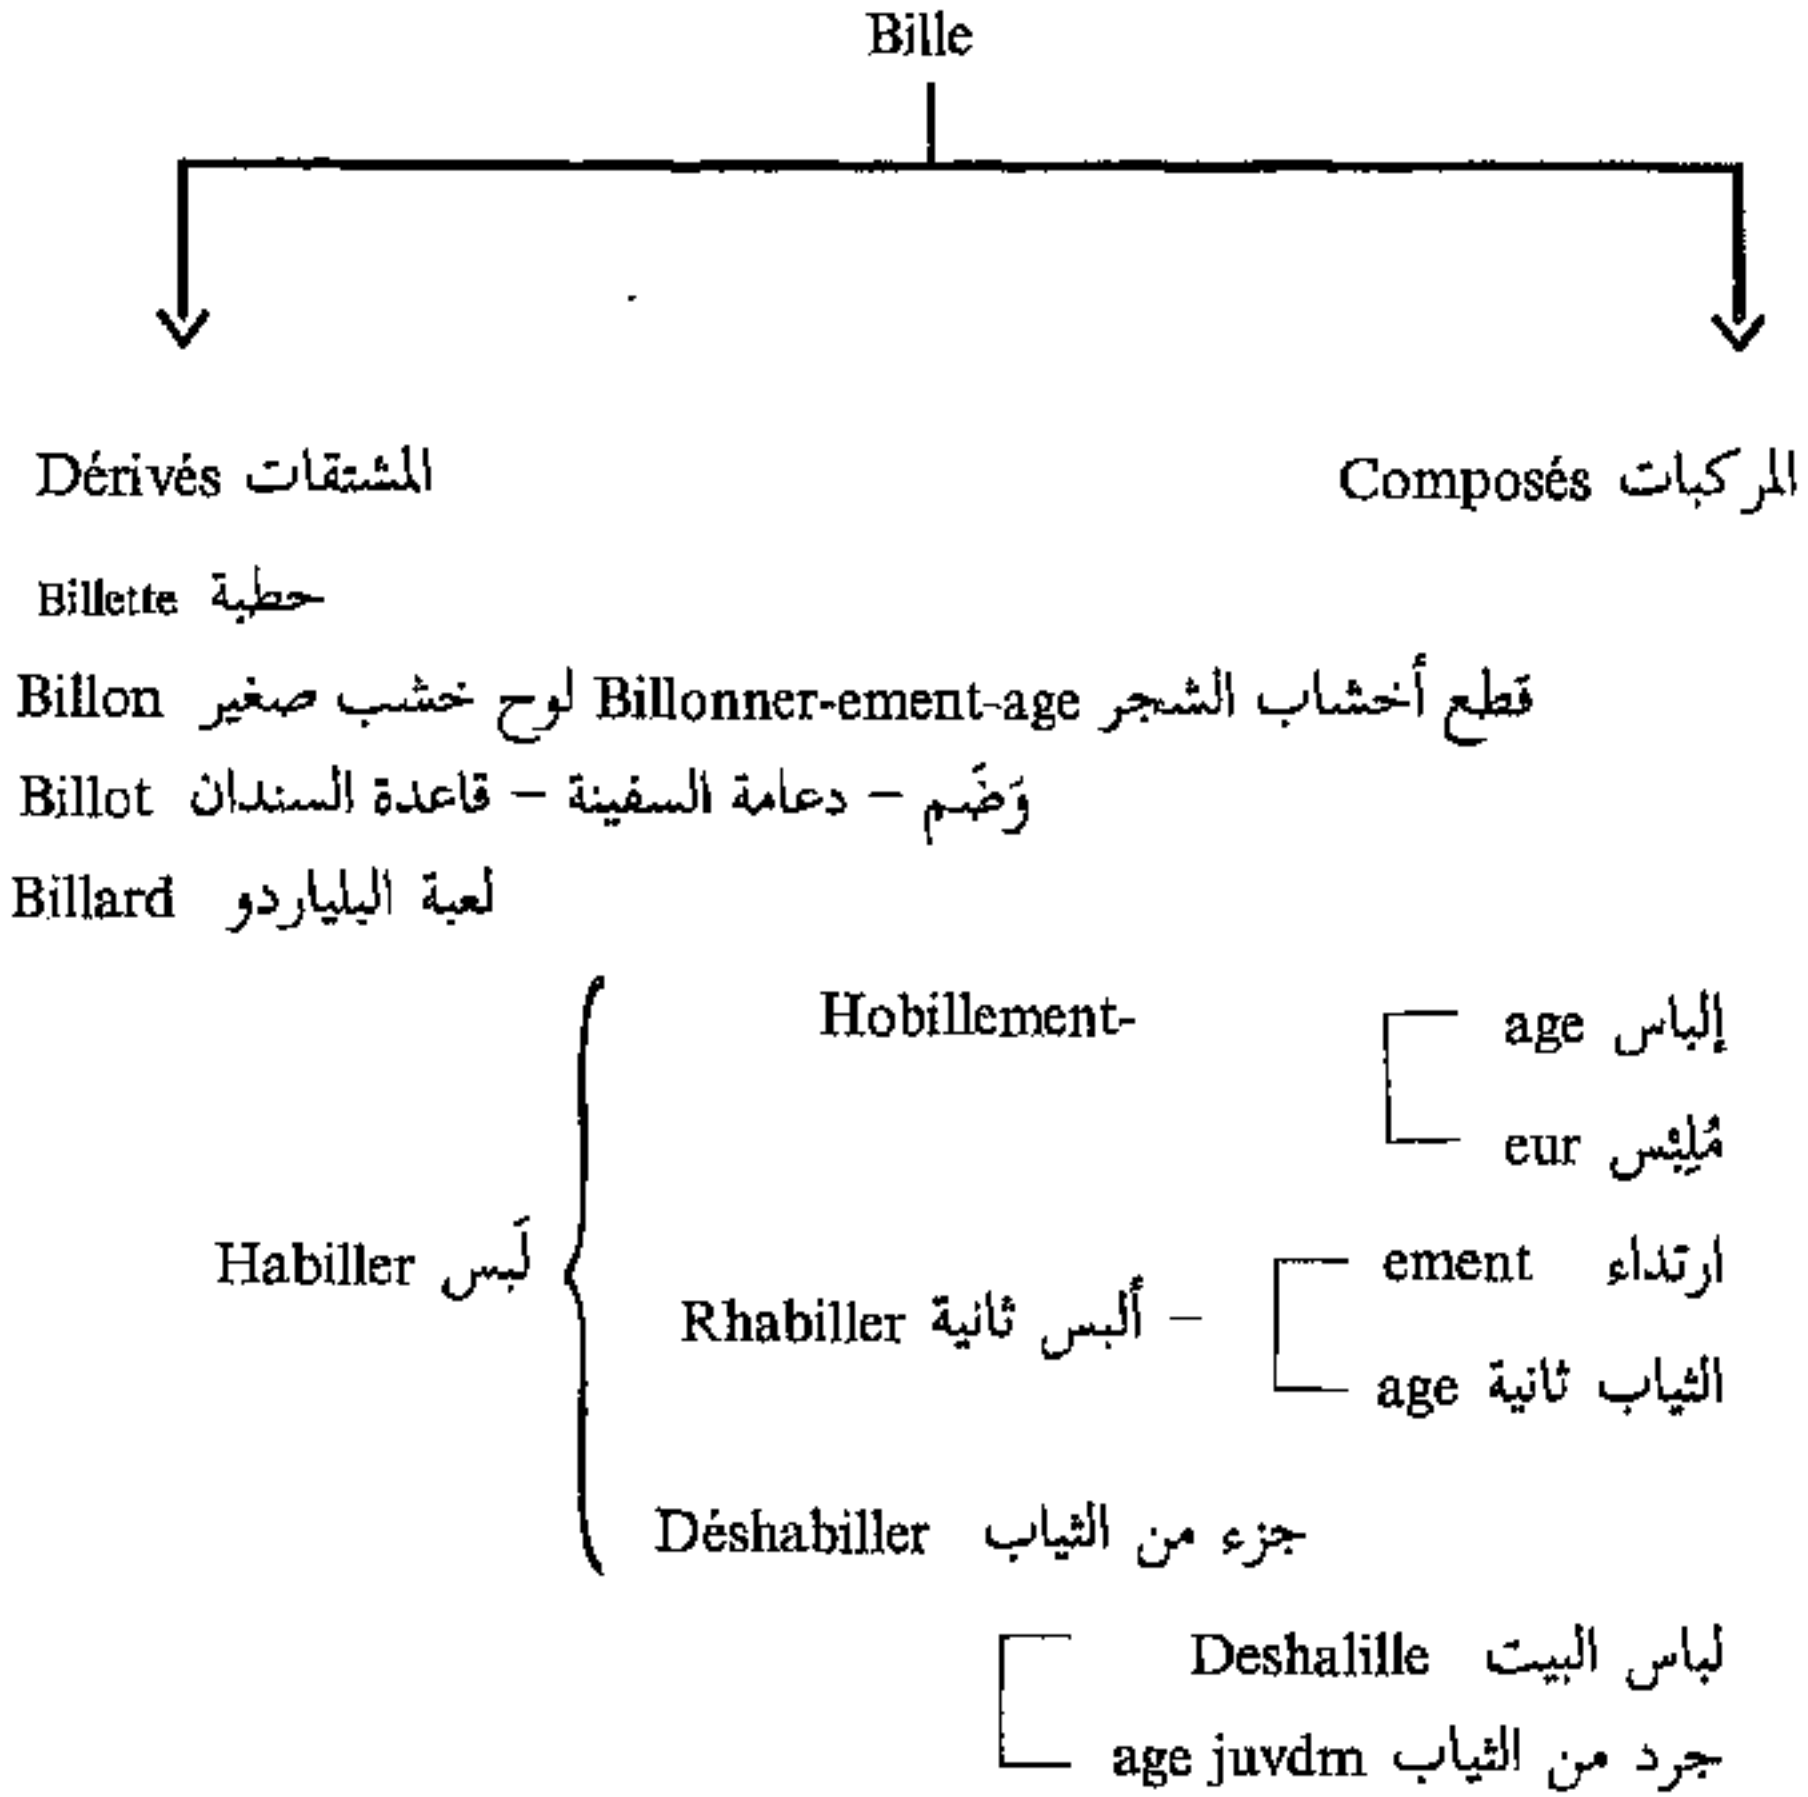 Bille
Dérivés المشتقات
Composés المركبات
Billette حطبة
Billon لوح خشب صغير Billonner-ement-age قطع أخشاب الشجر
Billot وَضَم – دعامة السفينة – قاعدة السندان
Billard لعبة البلياردو
Hobillement-
age إلباس
eur مُلِبْس
Habiller لَبس
ement ارتداء
Rhabiller ألبس ثانية –
age الثياب ثانية
Déshabiller جزء من الثياب
Deshalille لباس البيت
age juvdm جرد من الثياب